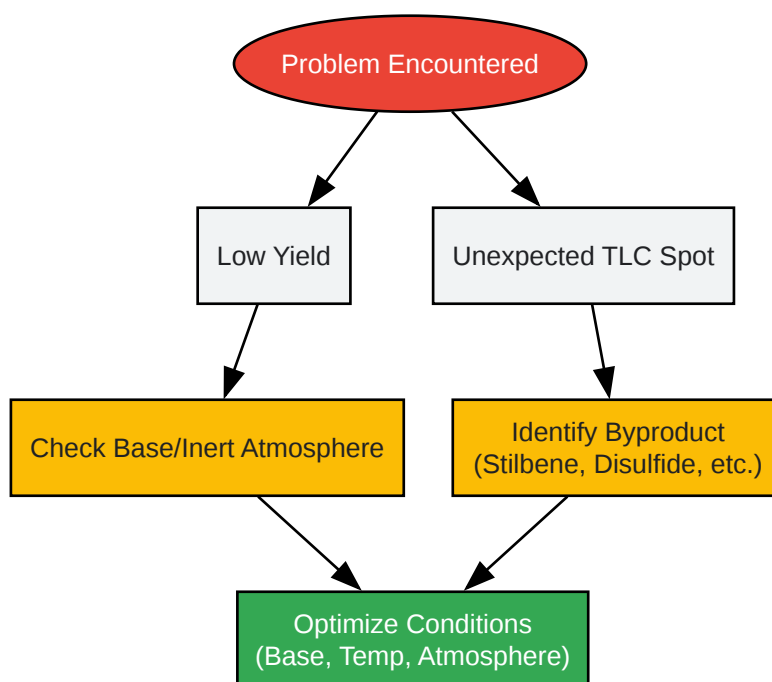 Problem Encountered
Low Yield
Unexpected TLC Spot
Check Base/Inert Atmosphere
Identify Byproduct
(Stilbene, Disulfide, etc.)
Optimize Conditions
(Base, Temp, Atmosphere)